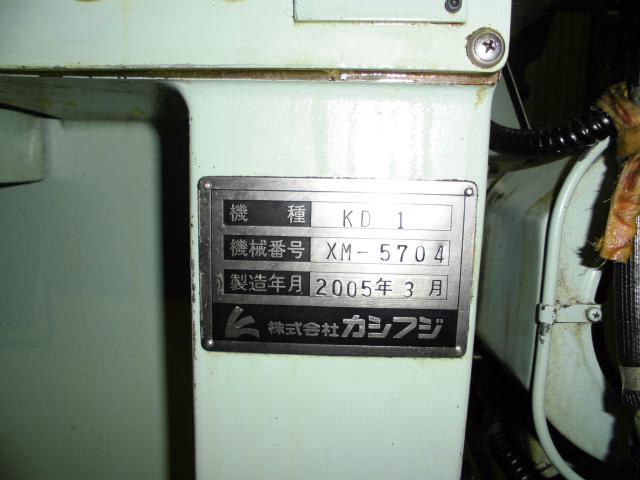 機種 KD 1
機械番号 XM-5704
製造年月 2005年 3月
株式会社 カシフジ